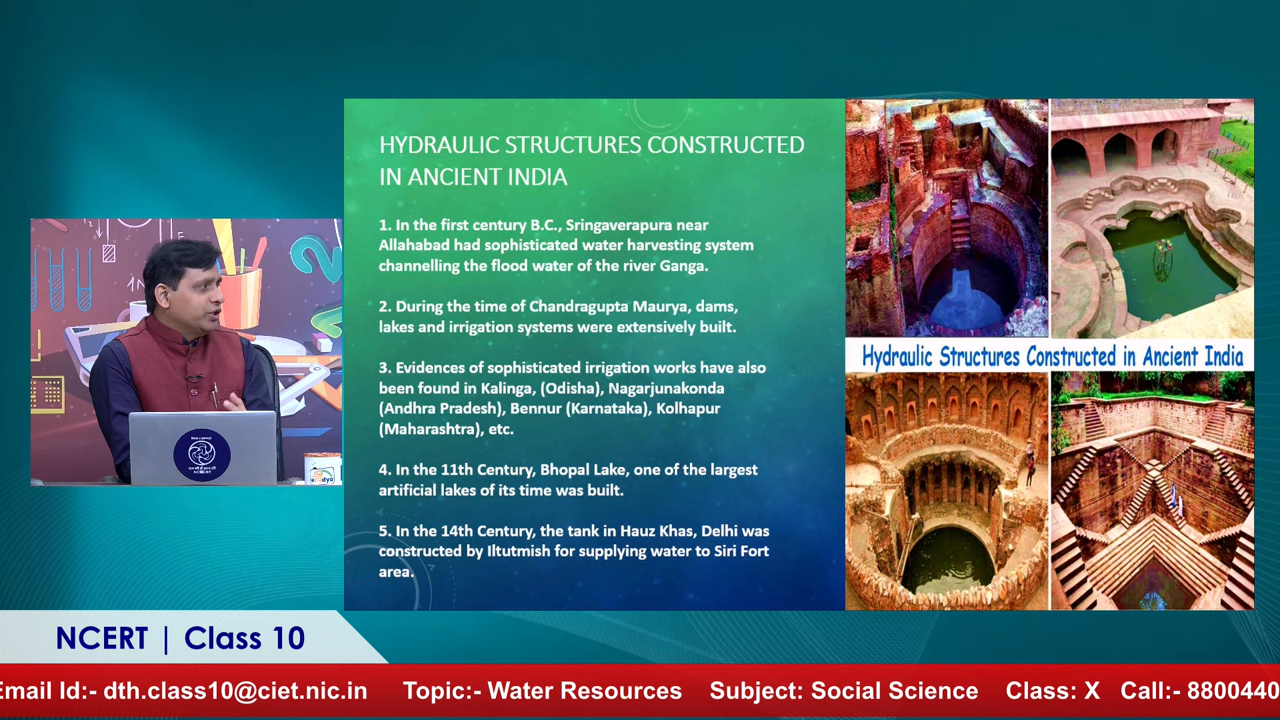 HYDRAULIC STRUCTURES CONSTRUCTED
IN ANCIENT INDIA
1. In the first century B.C., Sringaverapura near
Allahabad had sophisticated water harvesting system
channelling the flood water of the river Ganga.
2. During the time of Chandragupta Maurya, dams,
lakes and irrigation systems were extensively built.
3. Evidences of sophisticated irrigation works have also
been found in Kalinga, (Odisha), Nagarjunakonda
(Andhra Pradesh), Bennur (Karnataka), Kolhapur
(Maharashtra), etc.
4. In the 11th Century, Bhopal Lake, one of the largest
artificial lakes of its time was built.
5. In the 14th Century, the tank in Hauz Khas, Delhi was
constructed by Iltutmish for supplying water to Siri Fort
area.
Hydraulic Structures Constructed in Ancient India
NCERT
NCERT | Class 10
Email Id:- dth.class10@ciet.nic.in Topic:- Water Resources Subject: Social Science Class: X Call:- 8800440